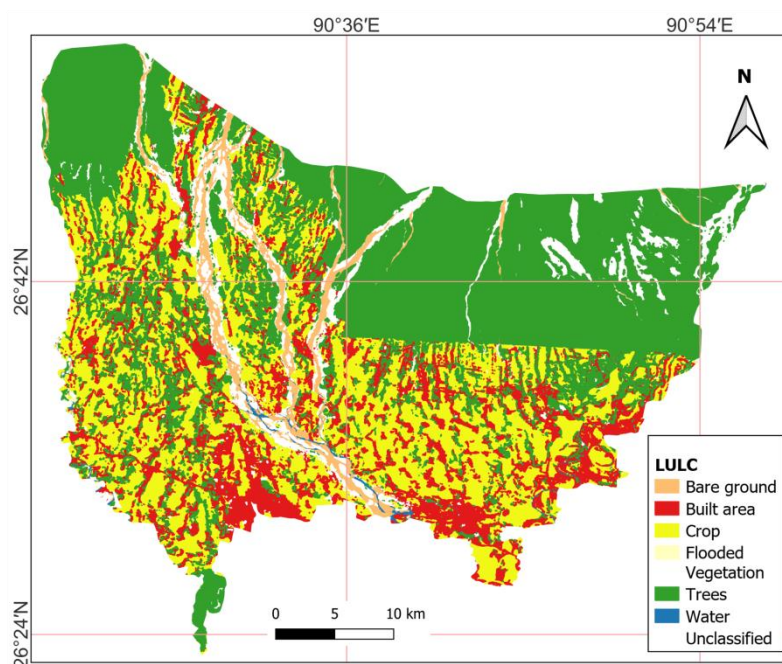 90°36′E
90°54′E
N
26°42′N
26°24′N
LULC
Bare ground
Built area
Crop
Flooded
Vegetation
Trees
Water
Unclassified
0 5 10 km